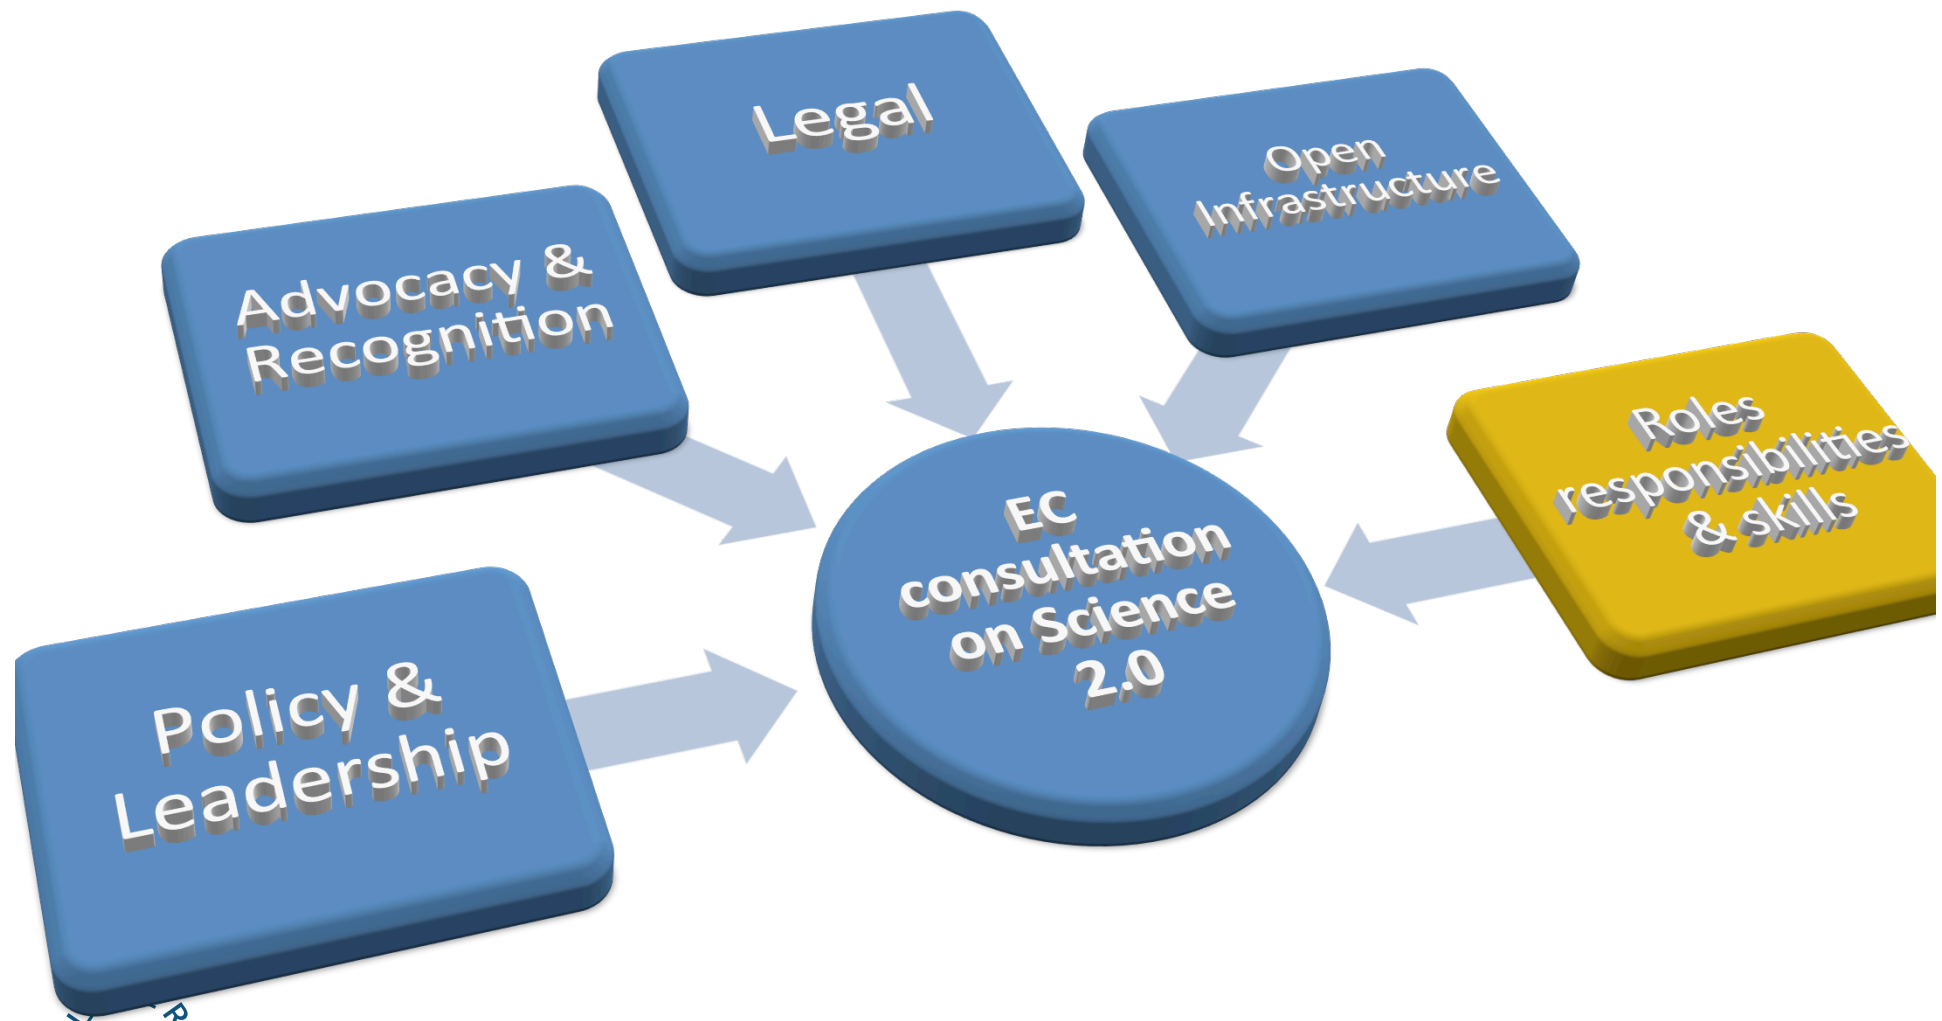 Legal
Open
Infrastructure
Advocacy &
Recognition
Roles
responsibilities
& skills
EC
consultation
on Science
2.0
Policy &
Leadership
R